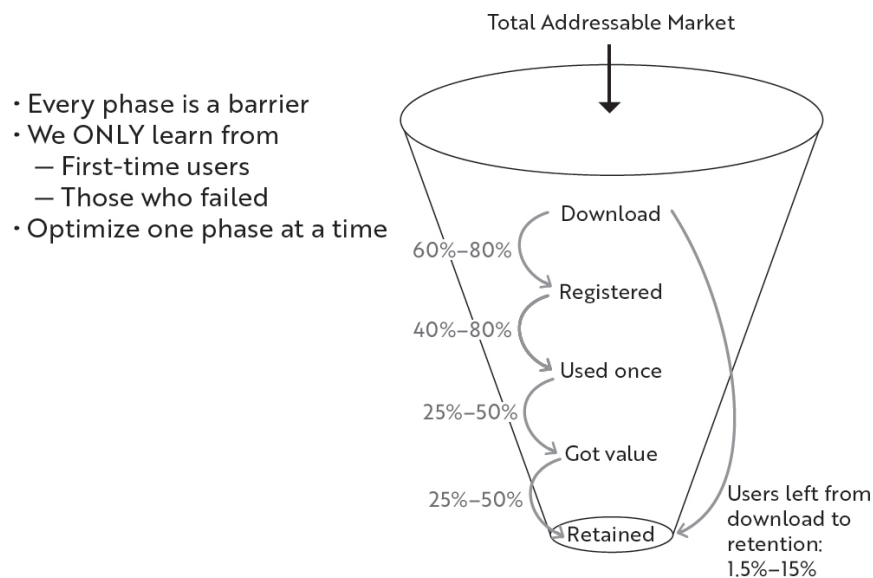 Total Addressable Market
• Every phase is a barrier
• We ONLY learn from
— First-time users
— Those who failed
• Optimize one phase at a time
Download
60%–80%
Registered
40%–80%
Used once
25%–50%
Got value
25%–50%
Retained
Users left from
download to
retention:
1.5%–15%